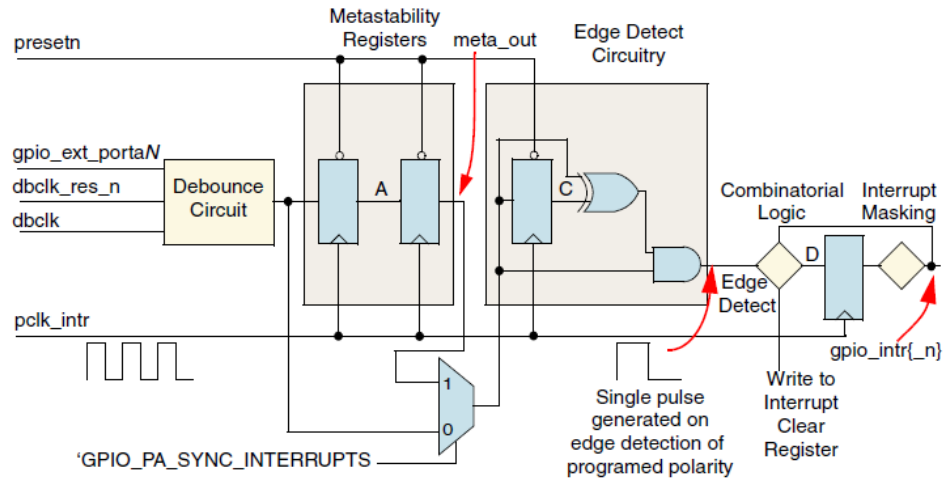 Metastability
Registers
meta_out
Edge Detect
Circuitry
presetn
gpio_ext_portaN
dbclk_res_n
dbclk
Debounce
Circuit
A
C
Combinatorial
Logic
Interrupt
Masking
D
Edge
Detect
pclk_intr
gpio_intr{_n}
1
0
Single pulse
generated on
edge detection of
programed polarity
Write to
Interrupt
Clear
Register
'GPIO_PA_SYNC_INTERRUPTS